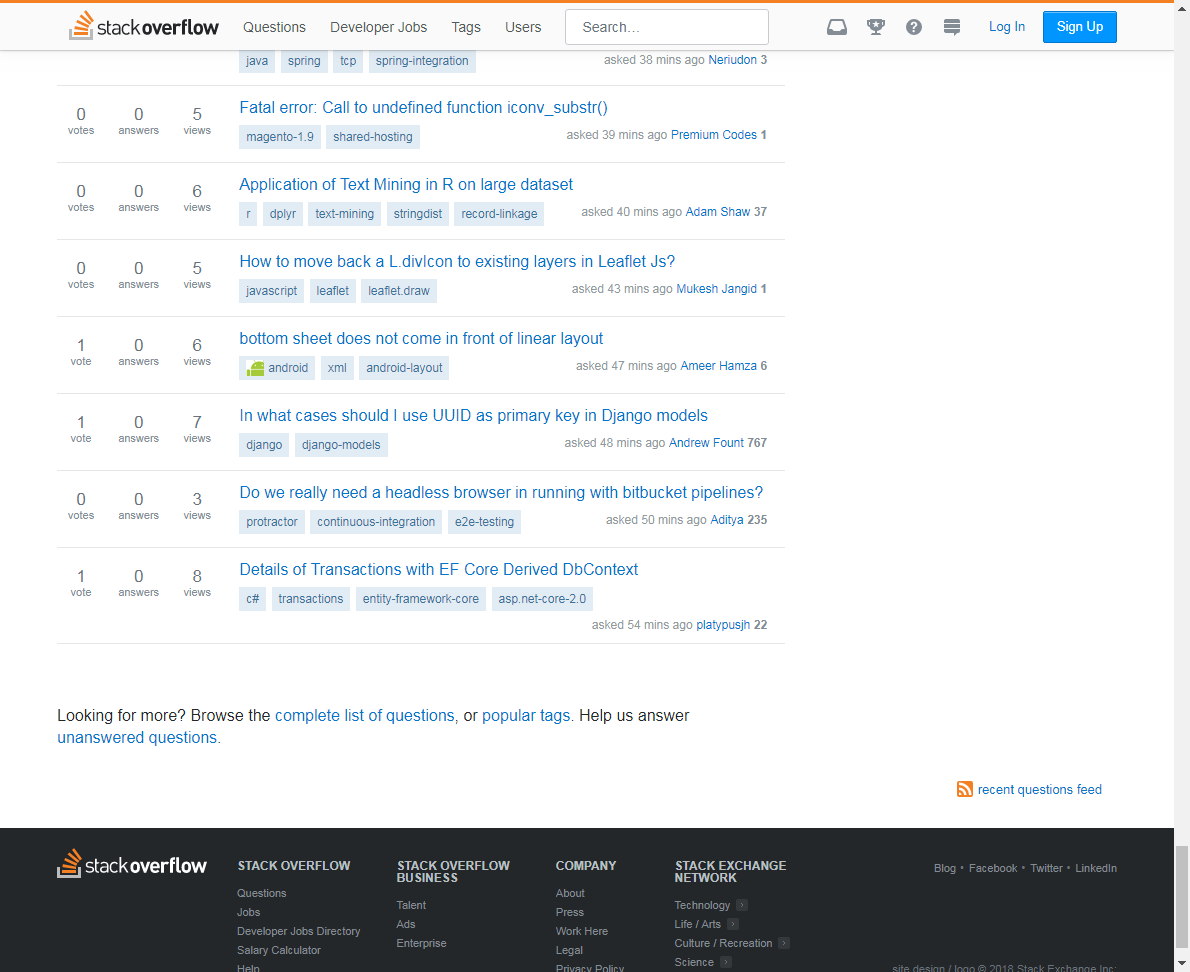 stack overflow Questions Developer Jobs Tags Users Search… Log In Sign Up
java spring tcp spring-integration asked 38 mins ago Neriudon 3
0 votes 0 answers 5 views Fatal error: Call to undefined function iconv_substr()
magento-1.9 shared-hosting asked 39 mins ago Premium Codes 1
0 votes 0 answers 6 views Application of Text Mining in R on large dataset
r dplyr text-mining stringdist record-linkage asked 40 mins ago Adam Shaw 37
0 votes 0 answers 5 views How to move back a L.divIcon to existing layers in Leaflet Js?
javascript leaflet leaflet.draw asked 43 mins ago Mukesh Jangid 1
1 vote 0 answers 6 views bottom sheet does not come in front of linear layout
android xml android-layout asked 47 mins ago Ameer Hamza 6
1 vote 0 answers 7 views In what cases should I use UUID as primary key in Django models
django django-models asked 48 mins ago Andrew Fount 767
0 votes 0 answers 3 views Do we really need a headless browser in running with bitbucket pipelines?
protractor continuous-integration e2e-testing asked 50 mins ago Aditya 235
1 vote 0 answers 8 views Details of Transactions with EF Core Derived DbContext
c# transactions entity-framework-core asp.net-core-2.0
asked 54 mins ago platypusjh 22
Looking for more? Browse the complete list of questions, or popular tags. Help us answer
unanswered questions.
recent questions feed
stack overflow
STACK OVERFLOW
Questions
Jobs
Developer Jobs Directory
Salary Calculator
Help
STACK OVERFLOW
BUSINESS
Talent
Ads
Enterprise
COMPANY
About
Press
Work Here
Legal
Privacy Policy
STACK EXCHANGE
NETWORK
Technology
Life / Arts
Culture / Recreation
Science
Blog • Facebook • Twitter • LinkedIn
site design / logo © 2018 Stack Exchange Inc;